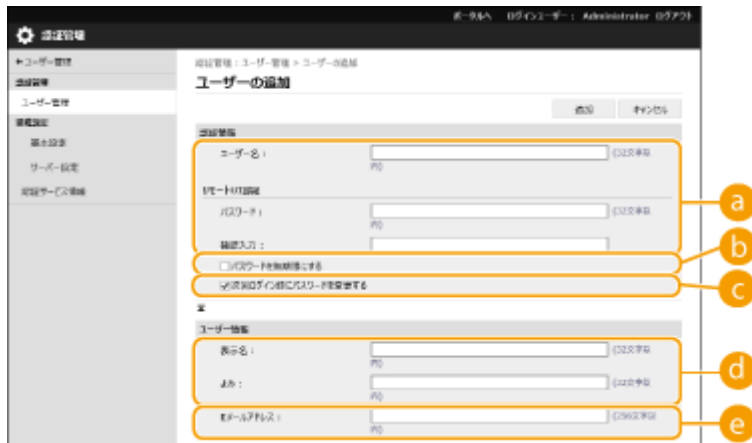 ポータルへ ログインユーザー： Administrator ログアウト
認証管理
ユーザー管理
認証管理：ユーザー管理 > ユーザーの追加
認証管理
ユーザーの追加
ユーザー管理
追加 キャンセル
環境設定
認証情報
基本設定
ユーザー名： (32文字以内)
サーバー設定
認証サービス情報
パスワード： (32文字以内)
確認入力：
a
パスワードを無期限にする
b
次回ログイン時にパスワードを変更する
c
ユーザー情報
表示名： (32文字以内)
よみ： (32文字以内)
d
Eメールアドレス： (256文字以内)
e